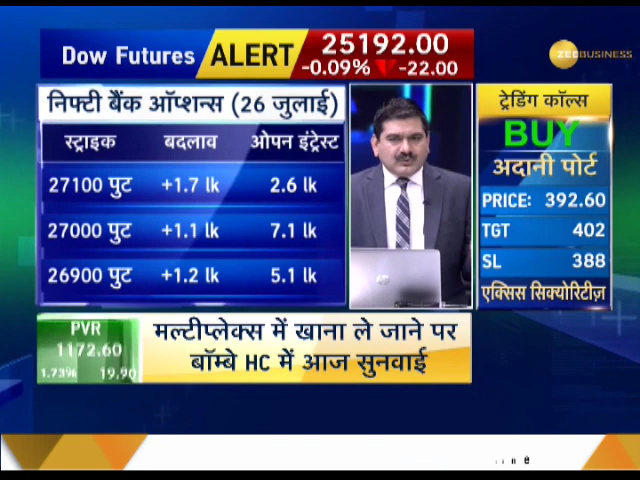 Dow Futures
ALERT
25192.00
-0.09% -22.00
ZEEBUSINESS
निफ्टी बैंक ऑप्शन्स (26 जुलाई)
स्ट्राइक बदलाव ओपन इंट्रेस्ट
27100 पुट +1.7 lk 2.6 lk
27000 पुट +1.1 lk 7.1 lk
26900 पुट +1.2 lk 5.1 lk
ट्रेडिंग कॉल्स
BUY
अदानी पोर्ट
PRICE: 392.60
TGT 402
SL 388
एक्सिस सिक्योरिटीज़
PVR
1172.60
1.73% 19.90
मल्टीप्लेक्स में खाना ले जाने पर
बॉम्बे HC में आज सुनवाई